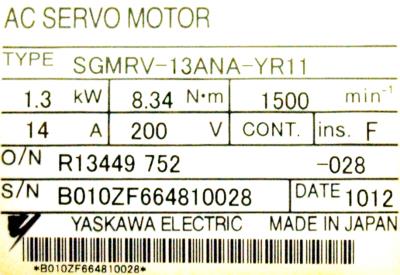 AC SERVO MOTOR
TYPE SGMRV-13ANA-YR11
1.3 kW 8.34 N·m 1500 min⁻¹
14 A 200 V CONT. ins. F
O/N R13449 752 -028
S/N B010ZF664810028 DATE 1012
YASKAWA ELECTRIC MADE IN JAPAN
*B010ZF664810028*